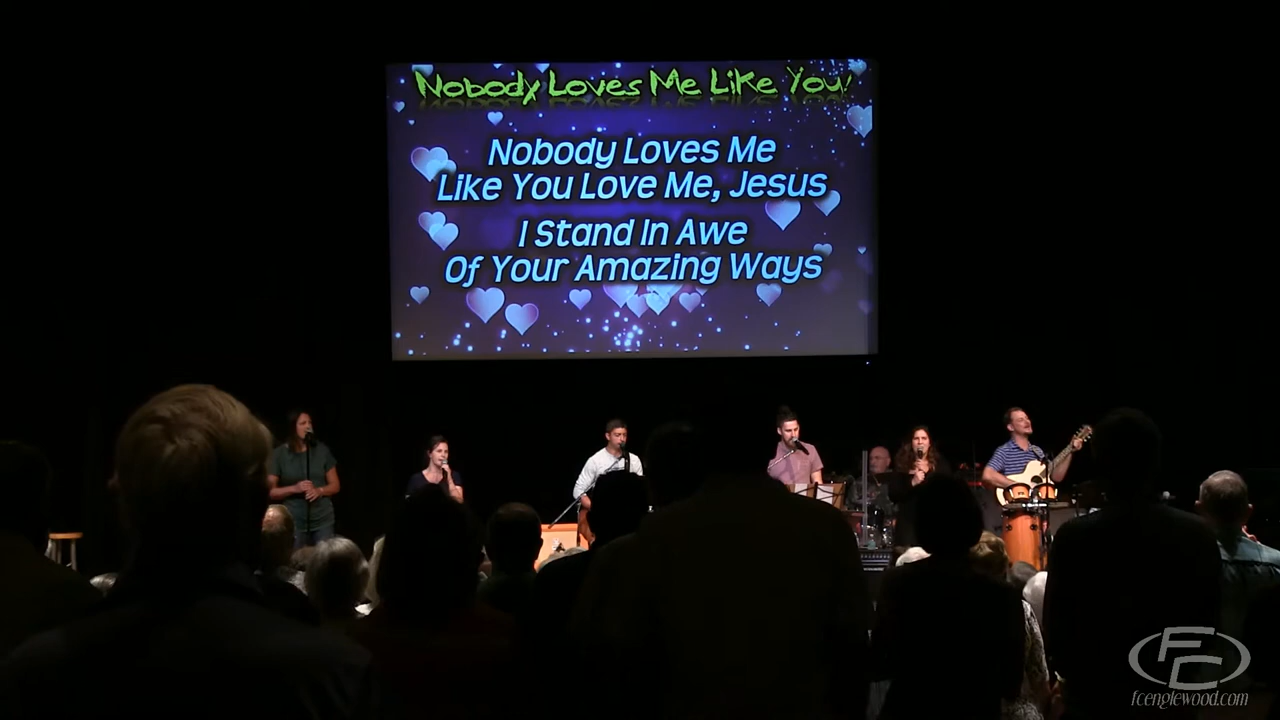 Nobody Loves Me Like You!
Nobody Loves Me
Like You Love Me, Jesus
I Stand In Awe
Of Your Amazing Ways
FC
fcenglewood.com